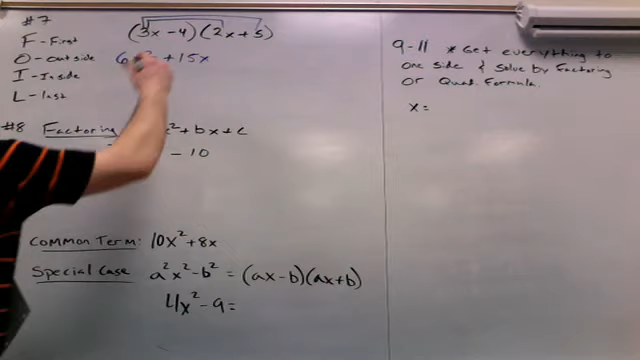 #7
(3x - 4)(2x + 5)
F - First
O - Outside
I - Inside
L - last
+ 15x
#8 Factoring + bx + c
- 10
Common Term: 10x² + 8x
Special Case a²x² - b² = (ax - b)(ax + b)
4x² - 9 =
9-11 * Get everything to
one side & solve by factoring
or Quad. Formula.
x =